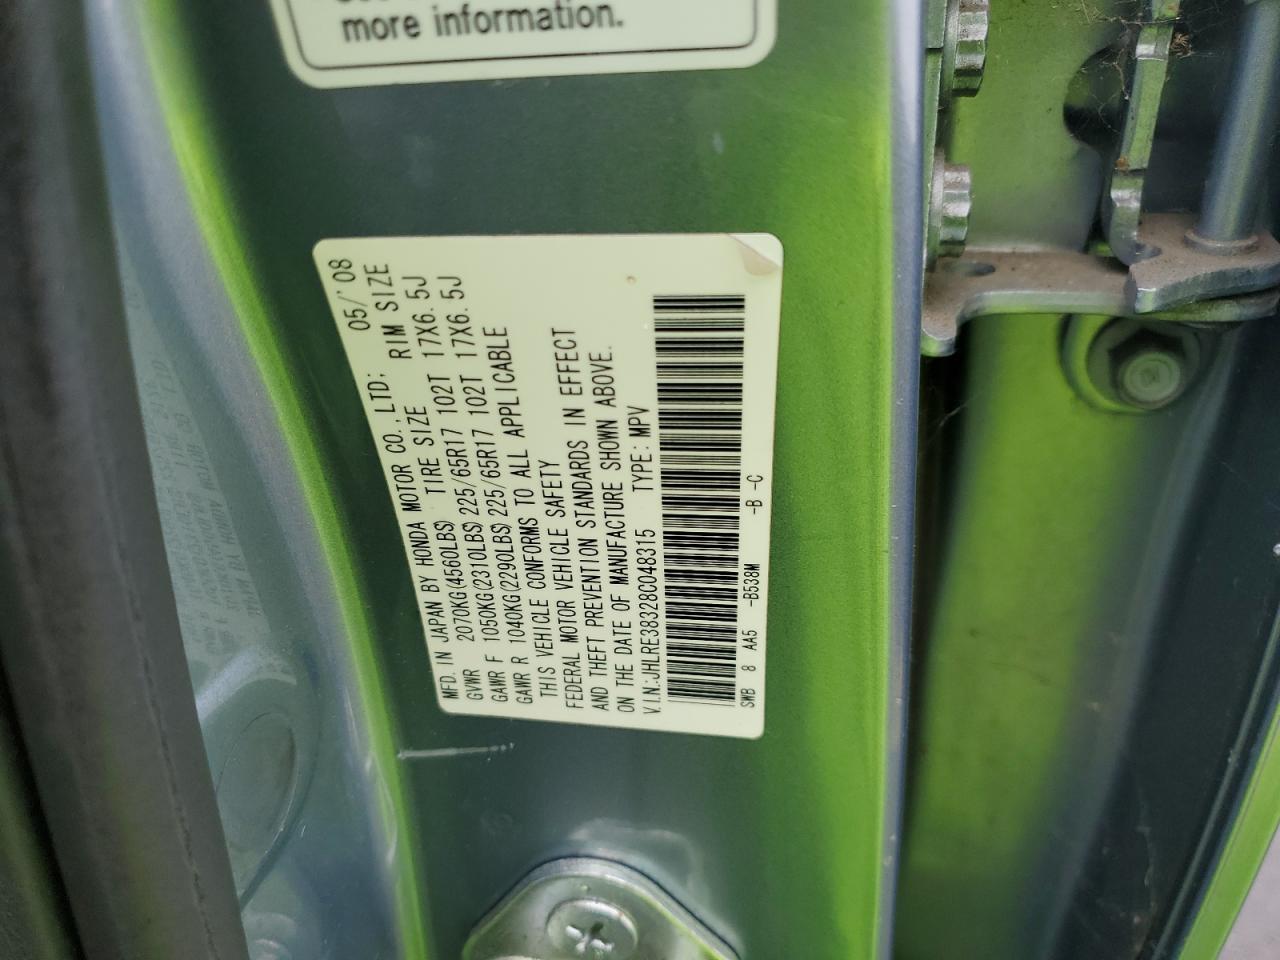 more information.
MFD. IN JAPAN BY HONDA MOTOR CO., LTD; 05/'08
GVWR 2070KG(4560LBS) TIRE SIZE RIM SIZE
GAWR F 1050KG(2310LBS) 225/65R17 102T 17X6.5J
GAWR R 1040KG(2290LBS) 225/65R17 102T 17X6.5J
THIS VEHICLE CONFORMS TO ALL APPLICABLE
FEDERAL MOTOR VEHICLE SAFETY
AND THEFT PREVENTION STANDARDS IN EFFECT
ON THE DATE OF MANUFACTURE SHOWN ABOVE.
V.I.N.:JHLRE38328C048315 TYPE: MPV
SWB 8 AA5 -B538M -B -C